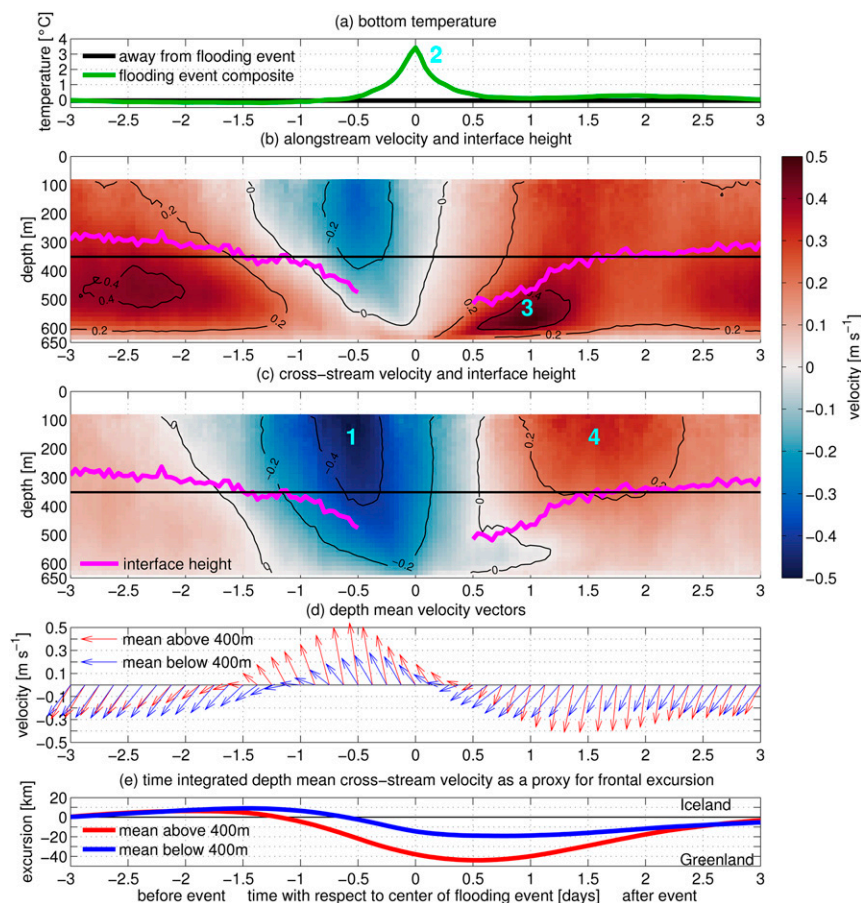 (a) bottom temperature
temperature [°C]
4
3
2
1
0
away from flooding event
flooding event composite
2
−3 −2.5 −2 −1.5 −1 −0.5 0 0.5 1 1.5 2 2.5 3
(b) alongstream velocity and interface height
depth [m]
0
100
200
300
400
500
600
650
0.2
0
−0.2
0
0.2
0.2
0.4
0.4
0.2
0.2
0
0.2
0.4
0.2
3
−3 −2.5 −2 −1.5 −1 −0.5 0 0.5 1 1.5 2 2.5 3
0.5
0.4
0.3
0.2
0.1
0
−0.1
−0.2
−0.3
−0.4
−0.5
velocity [m s⁻¹]
(c) cross−stream velocity and interface height
depth [m]
0
100
200
300
400
500
600
650
0
−0.2
−0.4
1
−0.2
0
0
0
0.2
0.2
4
interface height
−3 −2.5 −2 −1.5 −1 −0.5 0 0.5 1 1.5 2 2.5 3
(d) depth mean velocity vectors
velocity [m s⁻¹]
0.5
0.3
0.1
−0.1
−0.3
−0.5
mean above 400m
mean below 400m
−3 −2.5 −2 −1.5 −1 −0.5 0 0.5 1 1.5 2 2.5 3
(e) time integrated depth mean cross−stream velocity as a proxy for frontal excursion
excursion [km]
20
0
−20
−40
mean above 400m
mean below 400m
Iceland
Greenland
−3 −2.5 −2 −1.5 −1 −0.5 0 0.5 1 1.5 2 2.5 3
before event time with respect to center of flooding event [days] after event